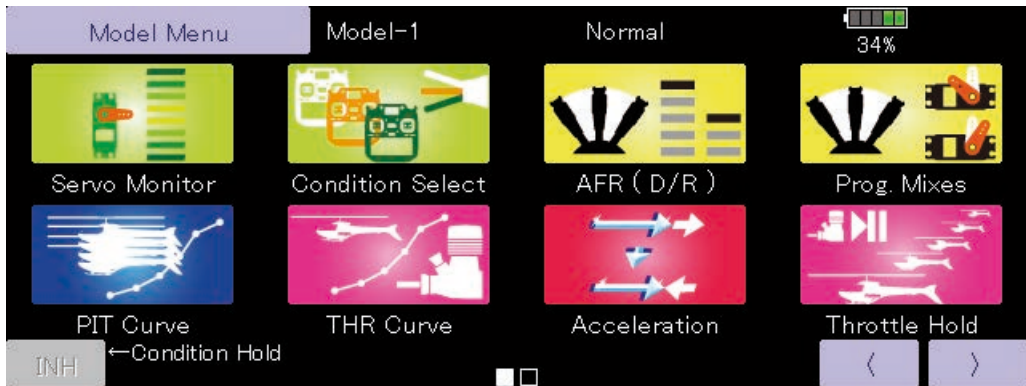 Model Menu Model-1 Normal
34%
Servo Monitor Condition Select AFR ( D/R ) Prog. Mixes
PIT Curve THR Curve Acceleration Throttle Hold
INH ←Condition Hold 〈 〉